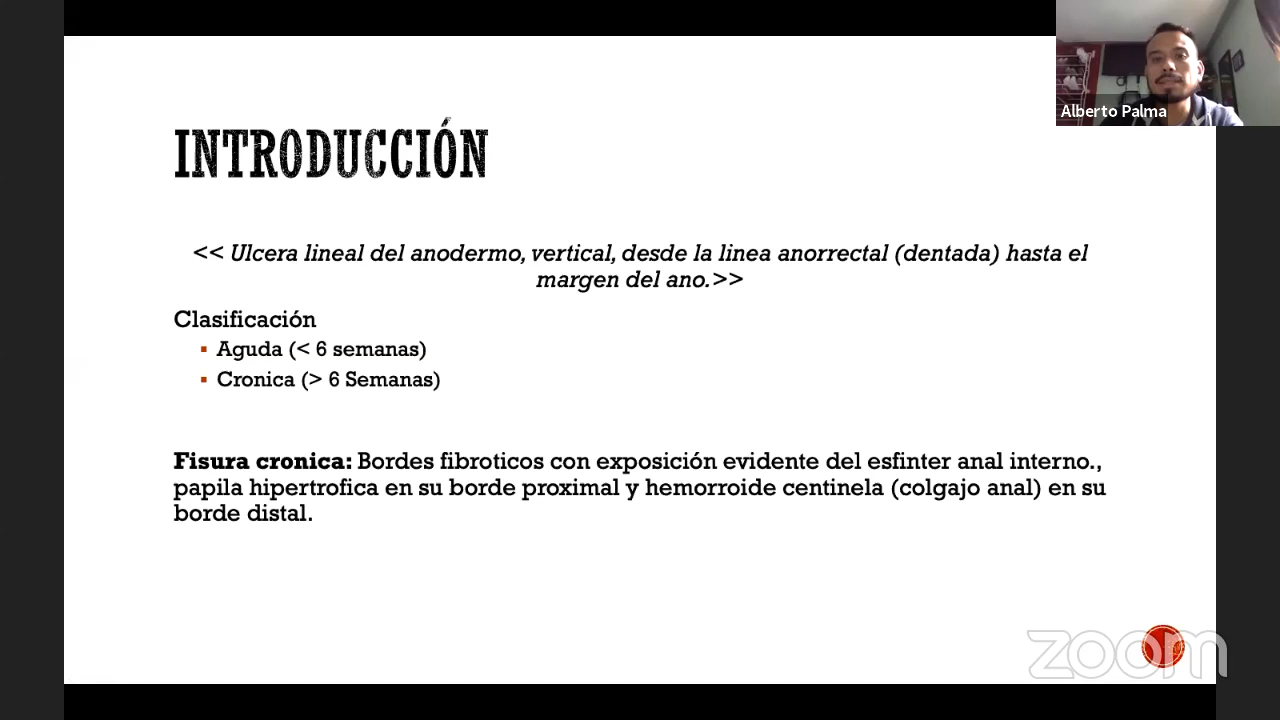 Alberto Palma
INTRODUCCIÓN
<< Ulcera lineal del anodermo, vertical, desde la linea anorrectal (dentada) hasta el
margen del ano.>>
Clasificación
▪ Aguda (< 6 semanas)
▪ Cronica (> 6 Semanas)
Fisura cronica: Bordes fibroticos con exposición evidente del esfinter anal interno.,
papila hipertrofica en su borde proximal y hemorroide centinela (colgajo anal) en su
borde distal.
zoom